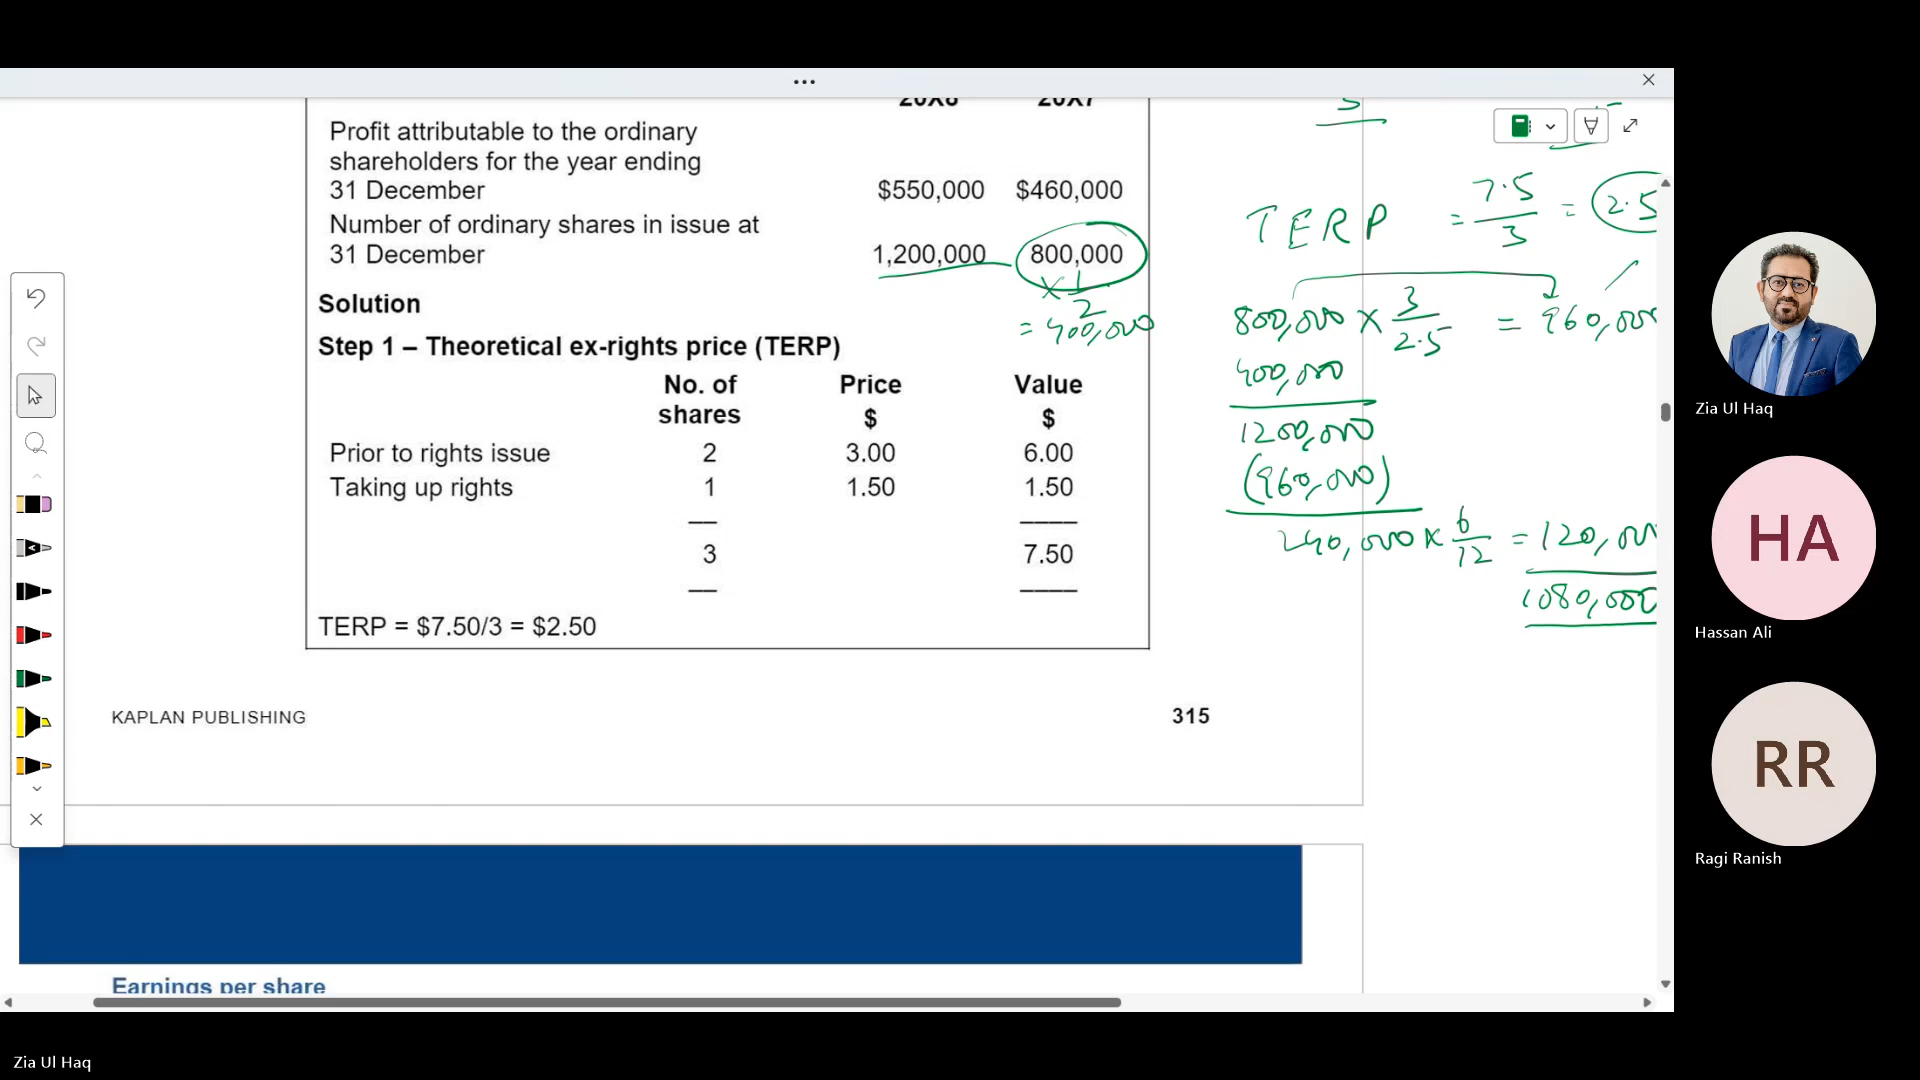 20X8 20X7
Profit attributable to the ordinary
shareholders for the year ending
31 December $550,000 $460,000
Number of ordinary shares in issue at
31 December 1,200,000 800,000
× 1/2
= 400,000
Solution
Step 1 – Theoretical ex-rights price (TERP)
No. of Price Value
shares $ $
Prior to rights issue 2 3.00 6.00
Taking up rights 1 1.50 1.50
3 7.50
TERP = $7.50/3 = $2.50
KAPLAN PUBLISHING 315
Earnings per share
3
TERP = 7.5/3 = 2.5
800,000 × 3/2.5 = 960,000
400,000
1200,000
(960,000)
240,000 × 6/12 = 120,000
1080,000
Zia Ul Haq
HA
Hassan Ali
RR
Ragi Ranish
Zia Ul Haq